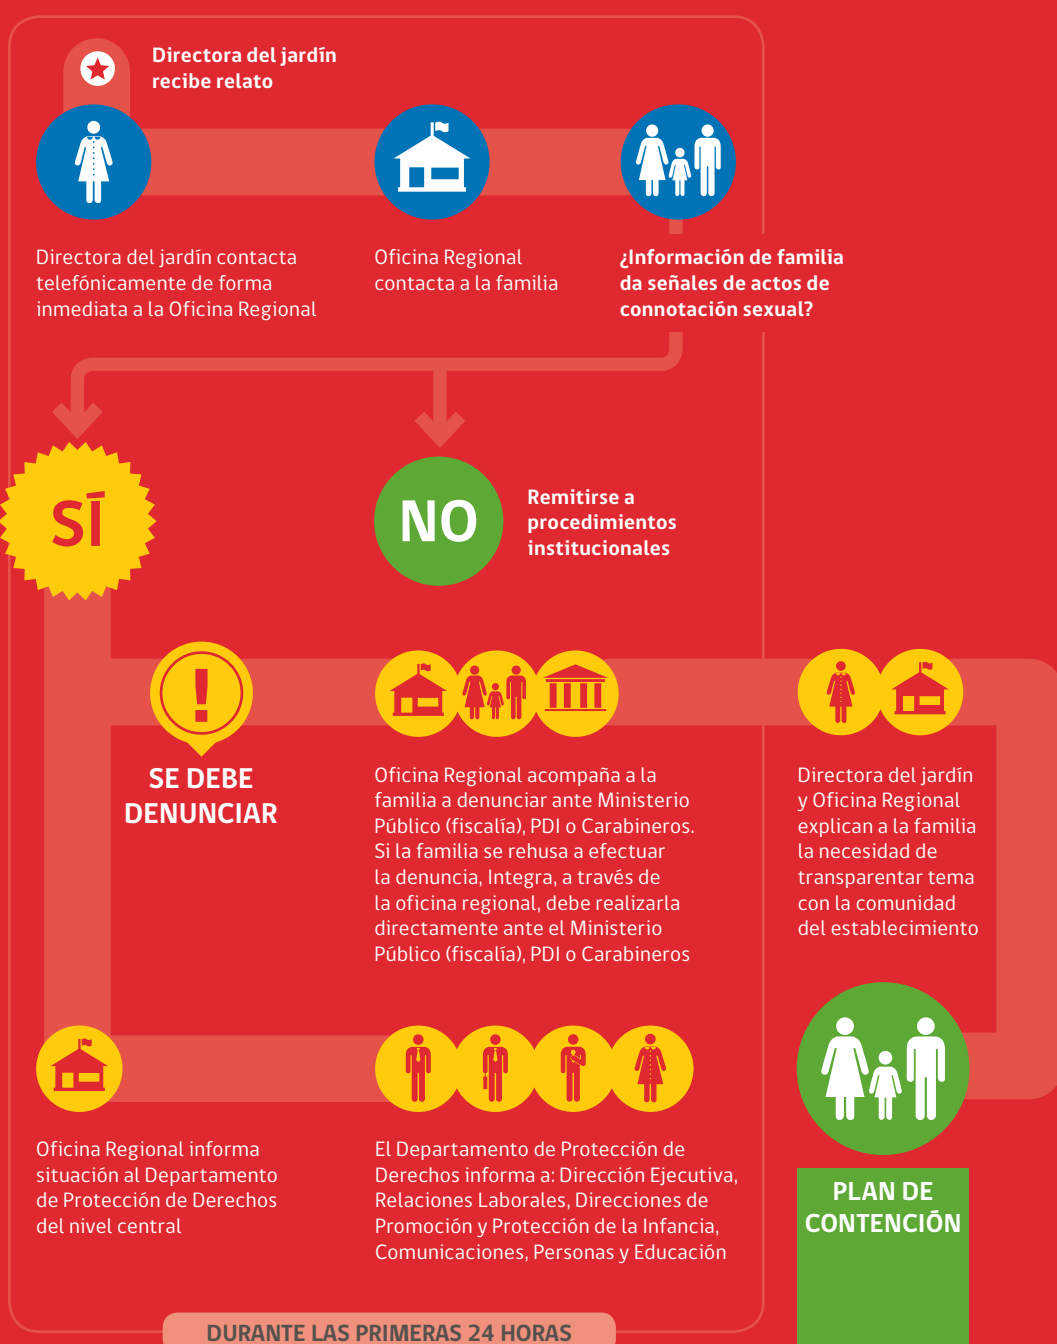 Directora del jardín
recibe relato
Directora del jardín contacta
telefónicamente de forma
inmediata a la Oficina Regional
Oficina Regional
contacta a la familia
¿Información de familia
da señales de actos de
connotación sexual?
SÍ
NO
Remitirse a
procedimientos
institucionales
SE DEBE
DENUNCIAR
Oficina Regional acompaña a la
familia a denunciar ante Ministerio
Público (fiscalía), PDI o Carabineros.
Si la familia se rehusa a efectuar
la denuncia, Integra, a través de
la oficina regional, debe realizarla
directamente ante el Ministerio
Público (fiscalía), PDI o Carabineros
Directora del jardín
y Oficina Regional
explican a la familia
la necesidad de
transparentar tema
con la comunidad
del establecimiento
Oficina Regional informa
situación al Departamento
de Protección de Derechos
del nivel central
El Departamento de Protección de
Derechos informa a: Dirección Ejecutiva,
Relaciones Laborales, Direcciones de
Promoción y Protección de la Infancia,
Comunicaciones, Personas y Educación
PLAN DE
CONTENCIÓN
DURANTE LAS PRIMERAS 24 HORAS